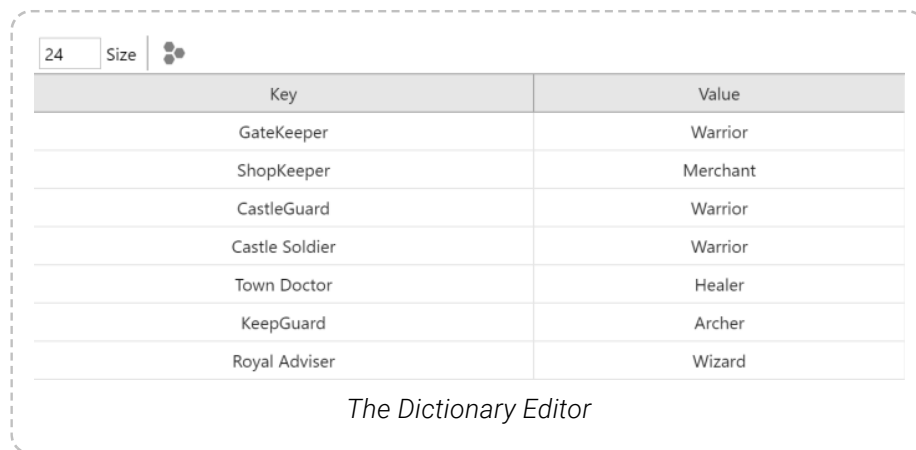 24 Size
Key Value
GateKeeper Warrior
ShopKeeper Merchant
CastleGuard Warrior
Castle Soldier Warrior
Town Doctor Healer
KeepGuard Archer
Royal Adviser Wizard
The Dictionary Editor